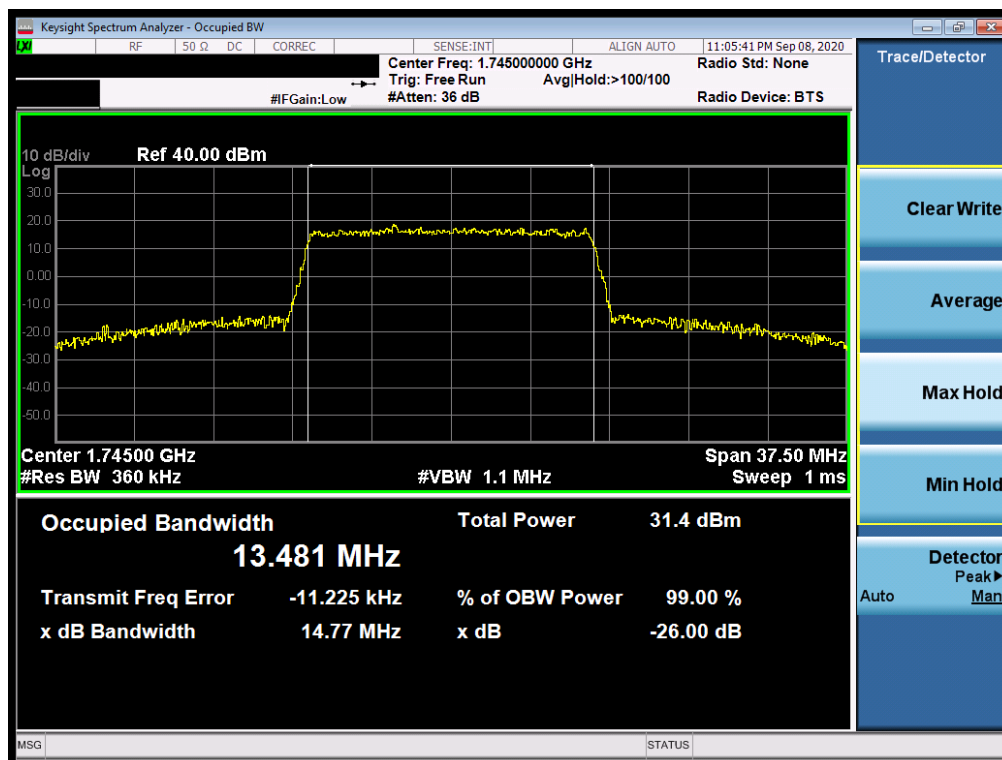 Keysight Spectrum Analyzer - Occupied BW
LXI RF 50 Ω DC CORREC SENSE:INT ALIGN AUTO 11:05:41 PM Sep 08, 2020
Center Freq: 1.745000000 GHz Radio Std: None
Trig: Free Run Avg|Hold:>100/100
#IFGain:Low #Atten: 36 dB Radio Device: BTS
Trace/Detector
10 dB/div Ref 40.00 dBm
Log
30.0
20.0
10.0
0.00
-10.0
-20.0
-30.0
-40.0
-50.0
Center 1.74500 GHz Span 37.50 MHz
#Res BW 360 kHz #VBW 1.1 MHz Sweep 1 ms
Occupied Bandwidth Total Power 31.4 dBm
13.481 MHz
Transmit Freq Error -11.225 kHz % of OBW Power 99.00 %
x dB Bandwidth 14.77 MHz x dB -26.00 dB
Clear Write
Average
Max Hold
Min Hold
Detector
Peak▶
Auto Man
MSG STATUS